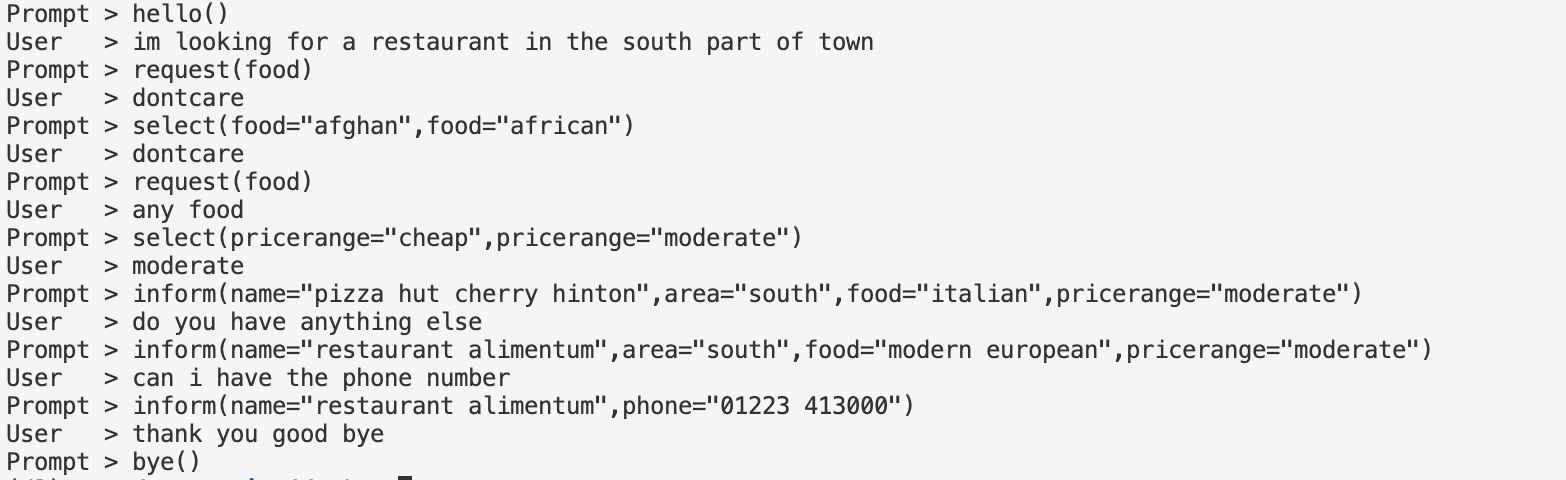 Prompt > hello()
User   > im looking for a restaurant in the south part of town
Prompt > request(food)
User   > dontcare
Prompt > select(food="afghan",food="african")
User   > dontcare
Prompt > request(food)
User   > any food
Prompt > select(pricerange="cheap",pricerange="moderate")
User   > moderate
Prompt > inform(name="pizza hut cherry hinton",area="south",food="italian",pricerange="moderate")
User   > do you have anything else
Prompt > inform(name="restaurant alimentum",area="south",food="modern european",pricerange="moderate")
User   > can i have the phone number
Prompt > inform(name="restaurant alimentum",phone="01223 413000")
User   > thank you good bye
Prompt > bye()